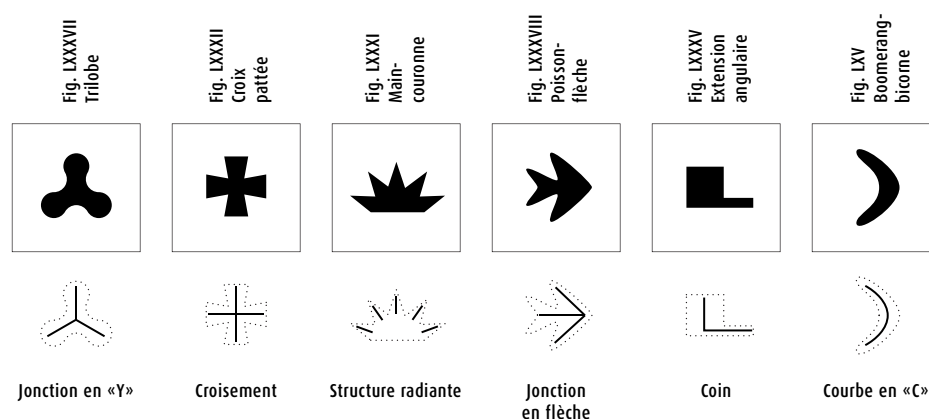 Fig. LXXXVII
Trilobe
Fig. LXXXII
Croix
pattée
Fig. LXXXI
Main-
couronne
Fig. LXXXVIII
Poisson-
flèche
Fig. LXXXV
Extension
angulaire
Fig. LXV
Boomerang-
bicorne
Jonction en «Y»
Croisement
Structure radiante
Jonction
en flèche
Coin
Courbe en «C»